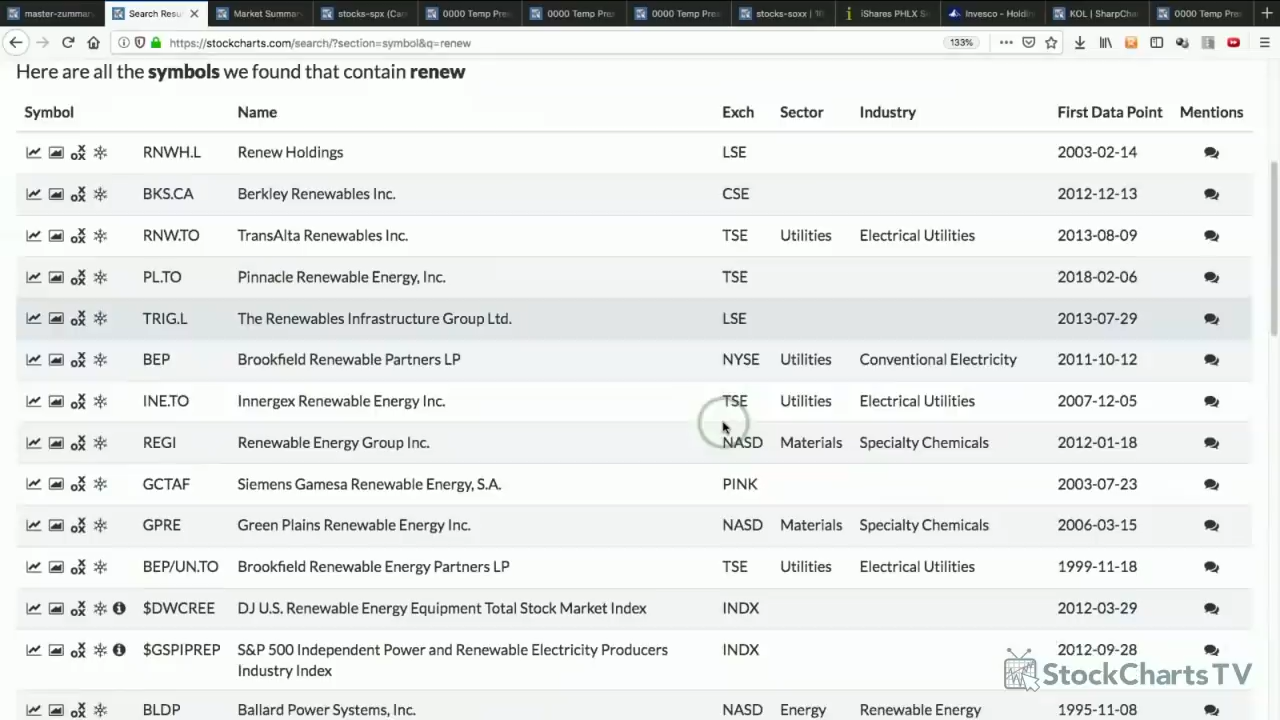 master-zummar
Search Resu
Market Summar
stocks-spx (Can
0000 Temp Pres
0000 Temp Pres
0000 Temp Pres
stocks-soxx | 10
iShares PHLX S
Invesco - Holdi
KOL | SharpChar
0000 Temp Pres
https://stockcharts.com/search/?section=symbol&q=renew
133%
Here are all the symbols we found that contain renew
Symbol Name Exch Sector Industry First Data Point Mentions
RNWH.L Renew Holdings LSE 2003-02-14
BKS.CA Berkley Renewables Inc. CSE 2012-12-13
RNW.TO TransAlta Renewables Inc. TSE Utilities Electrical Utilities 2013-08-09
PL.TO Pinnacle Renewable Energy, Inc. TSE 2018-02-06
TRIG.L The Renewables Infrastructure Group Ltd. LSE 2013-07-29
BEP Brookfield Renewable Partners LP NYSE Utilities Conventional Electricity 2011-10-12
INE.TO Innergex Renewable Energy Inc. TSE Utilities Electrical Utilities 2007-12-05
REGI Renewable Energy Group Inc. NASD Materials Specialty Chemicals 2012-01-18
GCTAF Siemens Gamesa Renewable Energy, S.A. PINK 2003-07-23
GPRE Green Plains Renewable Energy Inc. NASD Materials Specialty Chemicals 2006-03-15
BEP/UN.TO Brookfield Renewable Energy Partners LP TSE Utilities Electrical Utilities 1999-11-18
$DWCREE DJ U.S. Renewable Energy Equipment Total Stock Market Index INDX 2012-03-29
$GSPIPREP S&P 500 Independent Power and Renewable Electricity Producers INDX 2012-09-28
Industry Index
StockChartsTV
BLDP Ballard Power Systems, Inc. NASD Energy Renewable Energy 1995-11-08